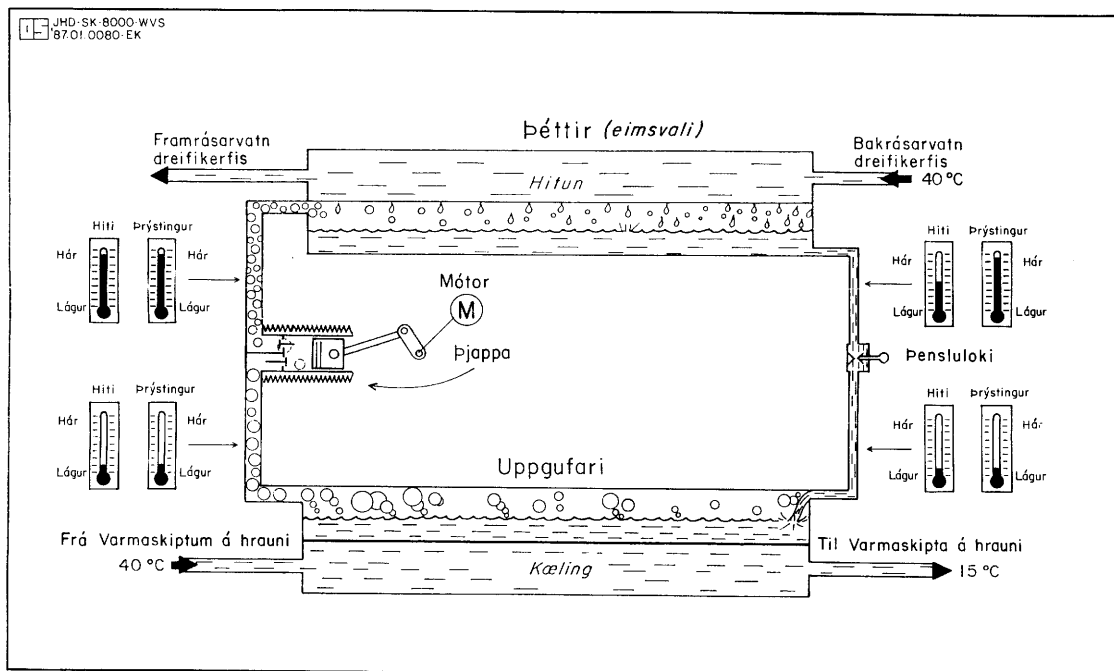 JHD-SK-8000-WVS
'87.01.0080-EK
Þéttir (eimsvali)
Framrásarvatn
dreifikerfis
Bakrásarvatn
dreifikerfis
40 °C
Hitun
Hiti
Þrýstingur
Hár
Hár
Lágur
Lágur
Hiti
Þrýstingur
Hár
Hár
Lágur
Lágur
Mótor
M
Þjappa
Þensluloki
Hiti
Þrýstingur
Hár
Hár
Lágur
Lágur
Hiti
Þrýstingur
Hár
Hár
Lágur
Lágur
Uppgufari
Frá Varmaskiptum á hrauni
40 °C
Til Varmaskipta á hrauni
15 °C
Kæling